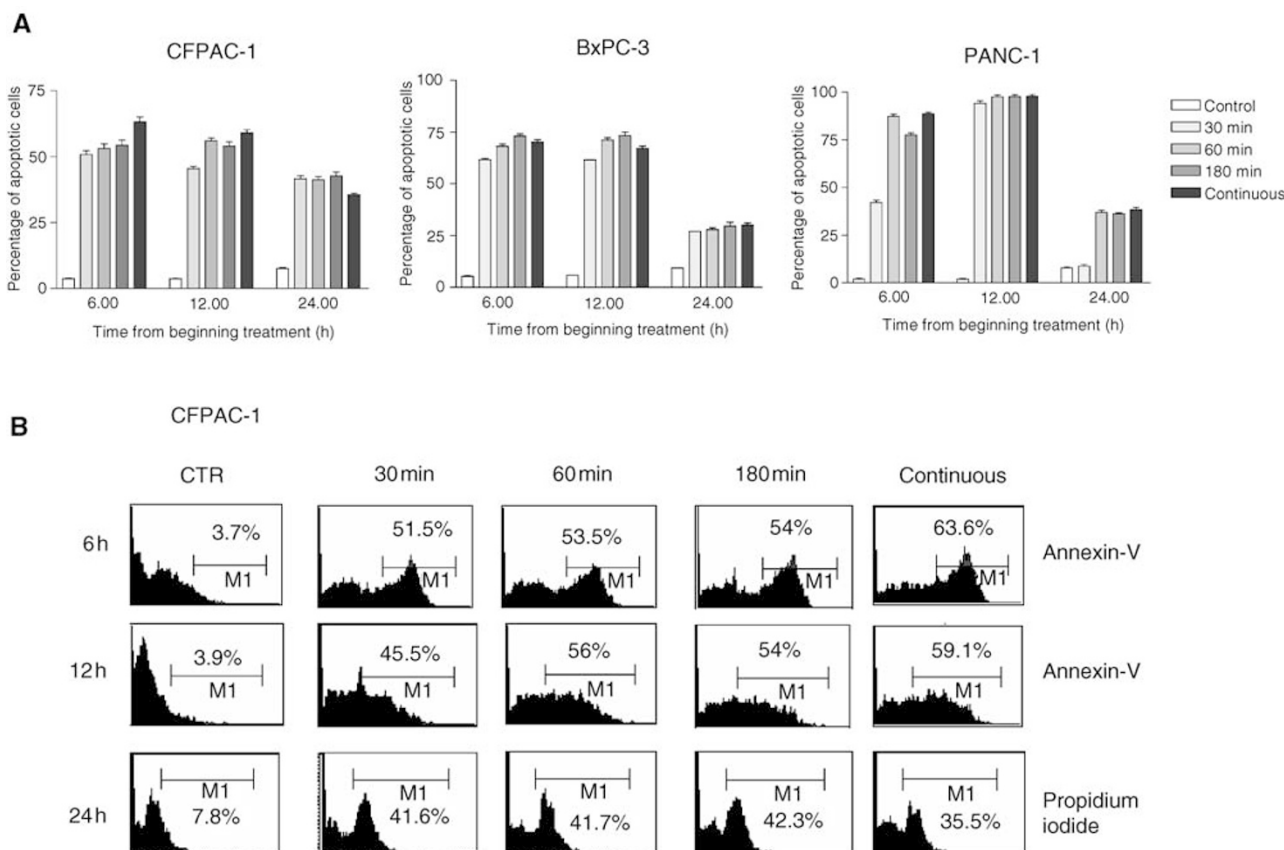 A
CFPAC-1
BxPC-3
PANC-1
Percentage of apoptotic cells
75
50
25
0
6.00
12.00
24.00
Time from beginning treatment (h)
Percentage of apoptotic cells
100
75
50
25
0
6.00
12.00
24.00
Time from beginning treatment (h)
Percentage of apoptotic cells
100
75
50
25
0
6.00
12.00
24.00
Time from beginning treatment (h)
Control
30 min
60 min
180 min
Continuous
B
CFPAC-1
CTR
30 min
60 min
180 min
Continuous
6 h
3.7%
M1
51.5%
M1
53.5%
M1
54%
M1
63.6%
M1
Annexin-V
12 h
3.9%
M1
45.5%
M1
56%
M1
54%
M1
59.1%
M1
Annexin-V
24 h
M1
7.8%
M1
41.6%
M1
41.7%
M1
42.3%
M1
35.5%
Propidium
iodide